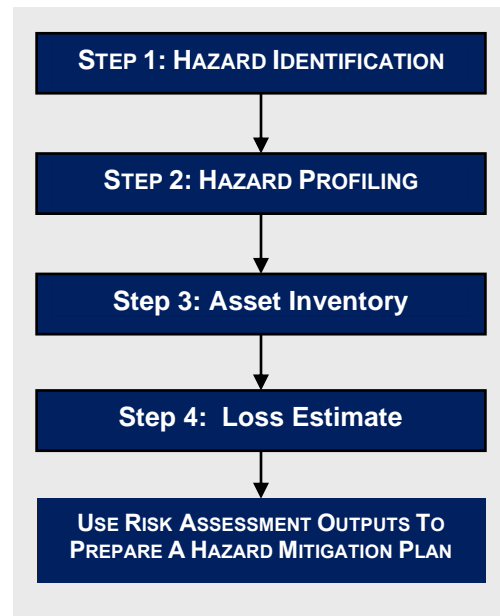 STEP 1: HAZARD IDENTIFICATION
STEP 2: HAZARD PROFILING
Step 3: Asset Inventory
Step 4: Loss Estimate
USE RISK ASSESSMENT OUTPUTS TO
PREPARE A HAZARD MITIGATION PLAN